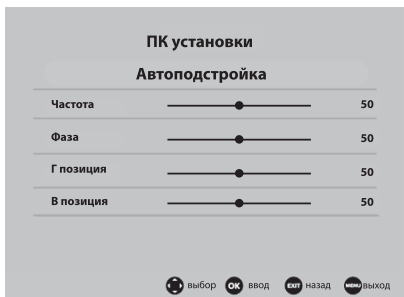 ПК установки
Автоподстройка
Частота 50
Фаза 50
Г позиция 50
В позиция 50
выбор OK ввод EXIT назад MENU выход